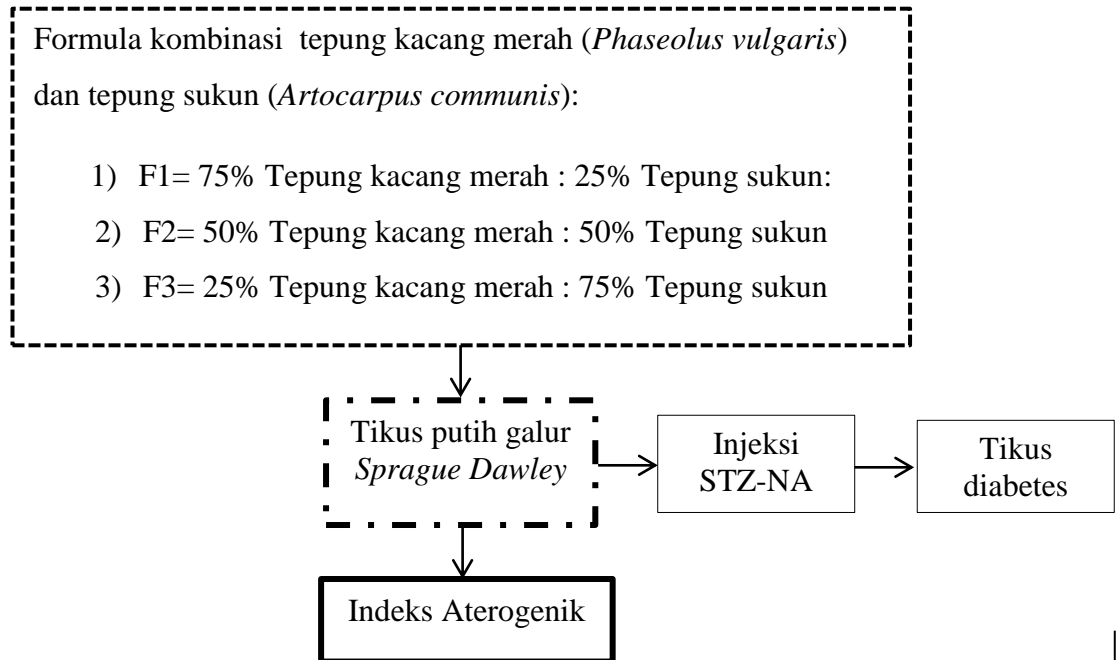 Formula kombinasi tepung kacang merah (Phaseolus vulgaris)
dan tepung sukun (Artocarpus communis):
1) F1= 75% Tepung kacang merah : 25% Tepung sukun:
2) F2= 50% Tepung kacang merah : 50% Tepung sukun
3) F3= 25% Tepung kacang merah : 75% Tepung sukun
Tikus putih galur
Sprague Dawley
Injeksi
STZ-NA
Tikus
diabetes
Indeks Aterogenik